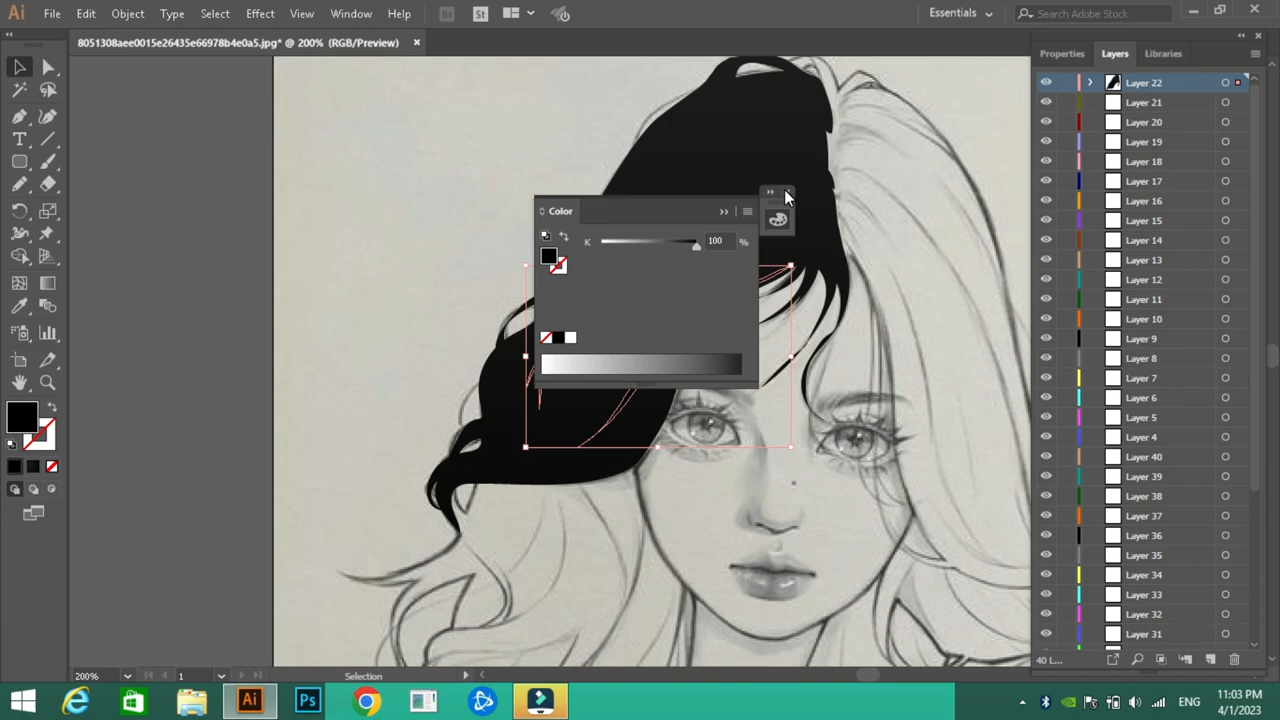 Ai File Edit Object Type Select Effect View Window Help Br St Essentials Search Adobe Stock
8051308aee0015e26435e66978b4e0a5.jpg* @ 200% (RGB/Preview)
Properties Layers Libraries
Layer 22
Layer 21
Layer 20
Layer 19
Layer 18
Layer 17
Layer 16
Layer 15
Layer 14
Layer 13
Layer 12
Layer 11
Layer 10
Layer 9
Layer 8
Layer 7
Layer 6
Layer 5
Layer 4
Layer 40
Layer 39
Layer 38
Layer 37
Layer 36
Layer 35
Layer 34
Layer 33
Layer 32
Layer 31
40 L...
Color
K 100 %
200% 1 Selection
Ai Ps
ENG
11:03 PM
4/1/2023